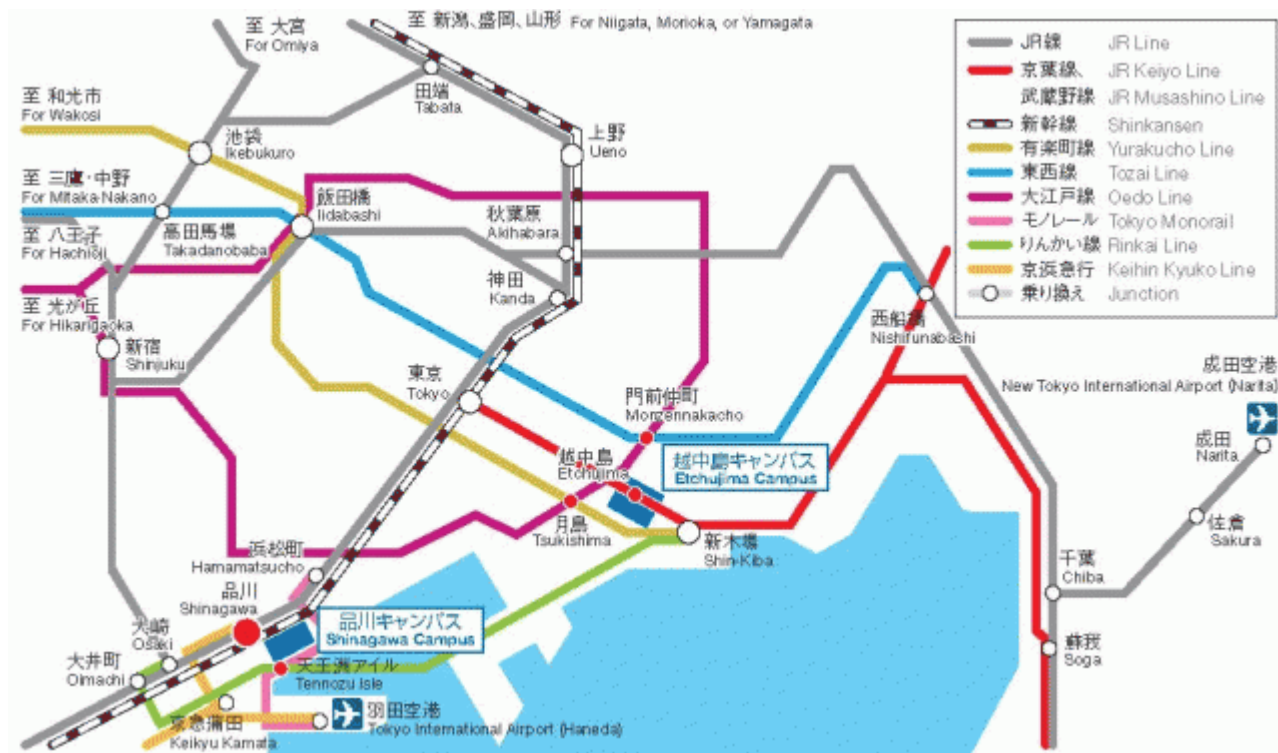 至 新潟、盛岡、山形 For Niigata, Morioka, or Yamagata
至 大宮
For Omiya
田端
Tabata
至 和光市
For Wakosi
池袋
Ikebukuro
上野
Ueno
至 三鷹・中野
For Mitaka-Nakano
飯田橋
Iidabashi
高田馬場
Takadanobaba
秋葉原
Akihabara
至 八王子
For Hachioji
神田
Kanda
至 光が丘
For Hikarigaoka
新宿
Shinjuku
西船橋
Nishifunabashi
東京
Tokyo
門前仲町
Monzennakacho
越中島
Etchujima
越中島キャンパス
Etchujima Campus
月島
Tsukishima
新木場
Shin-Kiba
浜松町
Hamamatsucho
品川
Shinagawa
品川キャンパス
Shinagawa Campus
大崎
Osaki
大井町
Oimachi
天王洲アイル
Tennozu Isle
京急蒲田
Keikyu Kamata
羽田空港
Tokyo International Airport (Haneda)
成田空港
New Tokyo International Airport (Narita)
成田
Narita
佐倉
Sakura
千葉
Chiba
蘇我
Soga
JR線 JR Line
京葉線、 JR Keiyo Line
武蔵野線 JR Musashino Line
新幹線 Shinkansen
有楽町線 Yurakucho Line
東西線 Tozai Line
大江戸線 Oedo Line
モノレール Tokyo Monorail
りんかい線 Rinkai Line
京浜急行 Keihin Kyuko Line
乗り換え Junction